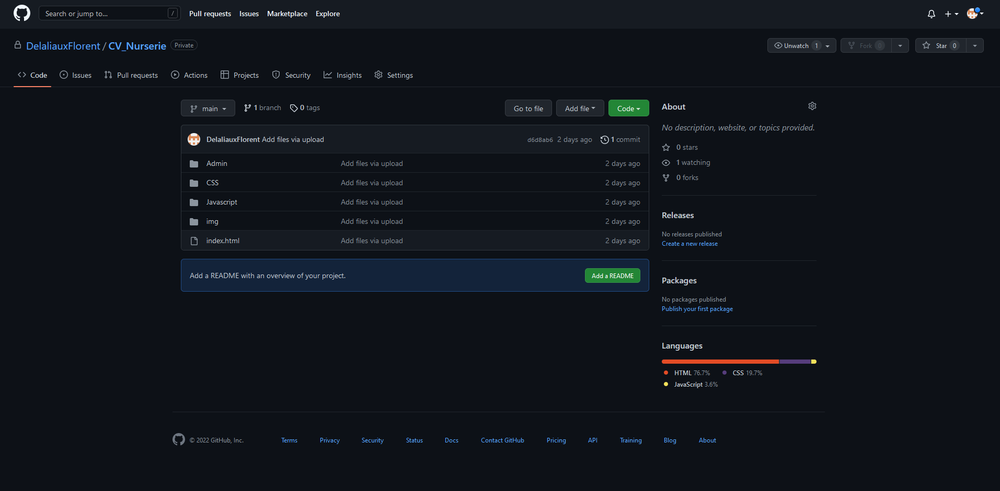 Search or jump to... / Pull requests Issues Marketplace Explore
DelaliauxFlorent / CV_Nurserie Private Unwatch 1 Fork 0 Star 0
Code Issues Pull requests Actions Projects Security Insights Settings
main 1 branch 0 tags Go to file Add file Code
DelaliauxFlorent Add files via upload d6d8ab6 2 days ago 1 commit
Admin Add files via upload 2 days ago
CSS Add files via upload 2 days ago
Javascript Add files via upload 2 days ago
img Add files via upload 2 days ago
index.html Add files via upload 2 days ago
Add a README with an overview of your project. Add a README
About
No description, website, or topics provided.
0 stars
1 watching
0 forks
Releases
No releases published
Create a new release
Packages
No packages published
Publish your first package
Languages
HTML 76.7% CSS 19.7%
JavaScript 3.6%
© 2022 GitHub, Inc. Terms Privacy Security Status Docs Contact GitHub Pricing API Training Blog About